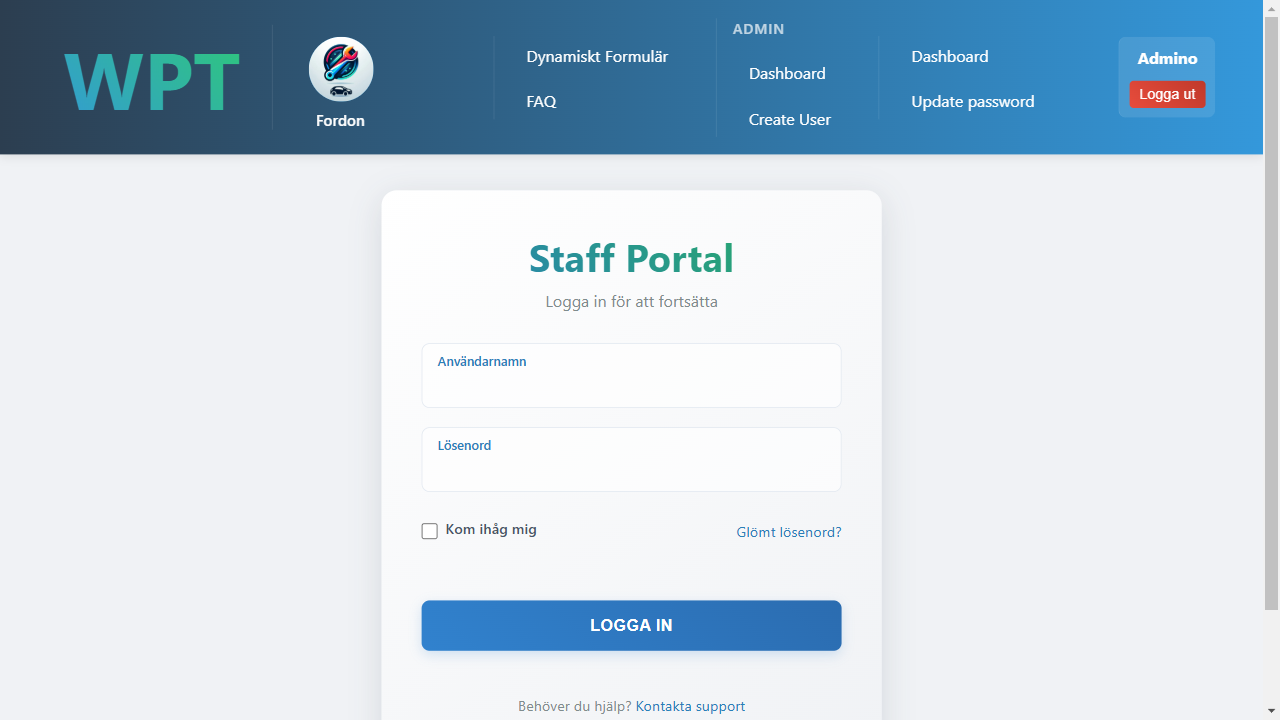 WPT
Fordon
Dynamiskt Formulär
FAQ
ADMIN
Dashboard
Create User
Dashboard
Update password
Admino
Logga ut
Staff Portal
Logga in för att fortsätta
Användarnamn
Lösenord
Kom ihåg mig
Glömt lösenord?
LOGGA IN
Behöver du hjälp? Kontakta support